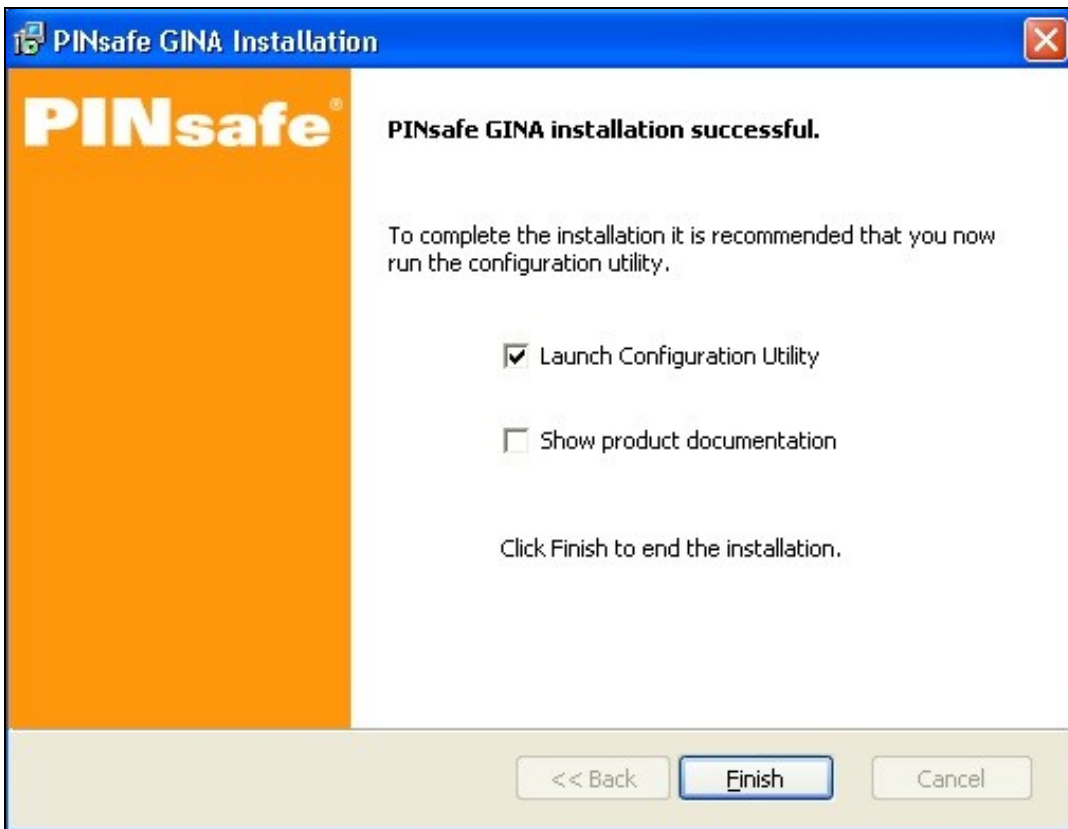 PINsafe GINA Installation
PINsafe®
PINsafe GINA installation successful.
To complete the installation it is recommended that you now
run the configuration utility.
Launch Configuration Utility
Show product documentation
Click Finish to end the installation.
<< Back
Finish
Cancel